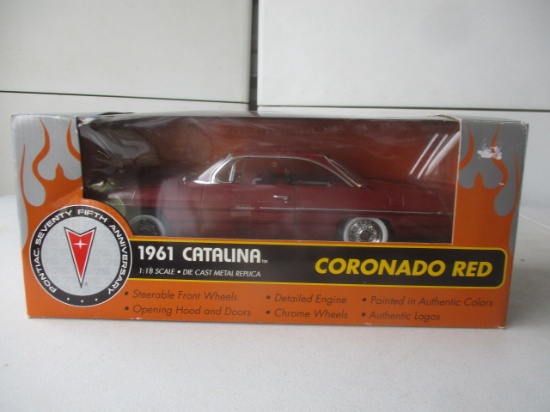 PONTIAC SEVENTY FIFTH ANNIVERSARY
1961 CATALINA™
1:18 SCALE • DIE CAST METAL REPLICA
CORONADO RED
• Steerable Front Wheels • Detailed Engine • Painted in Authentic Colors
• Opening Hood and Doors • Chrome Wheels • Authentic Logos